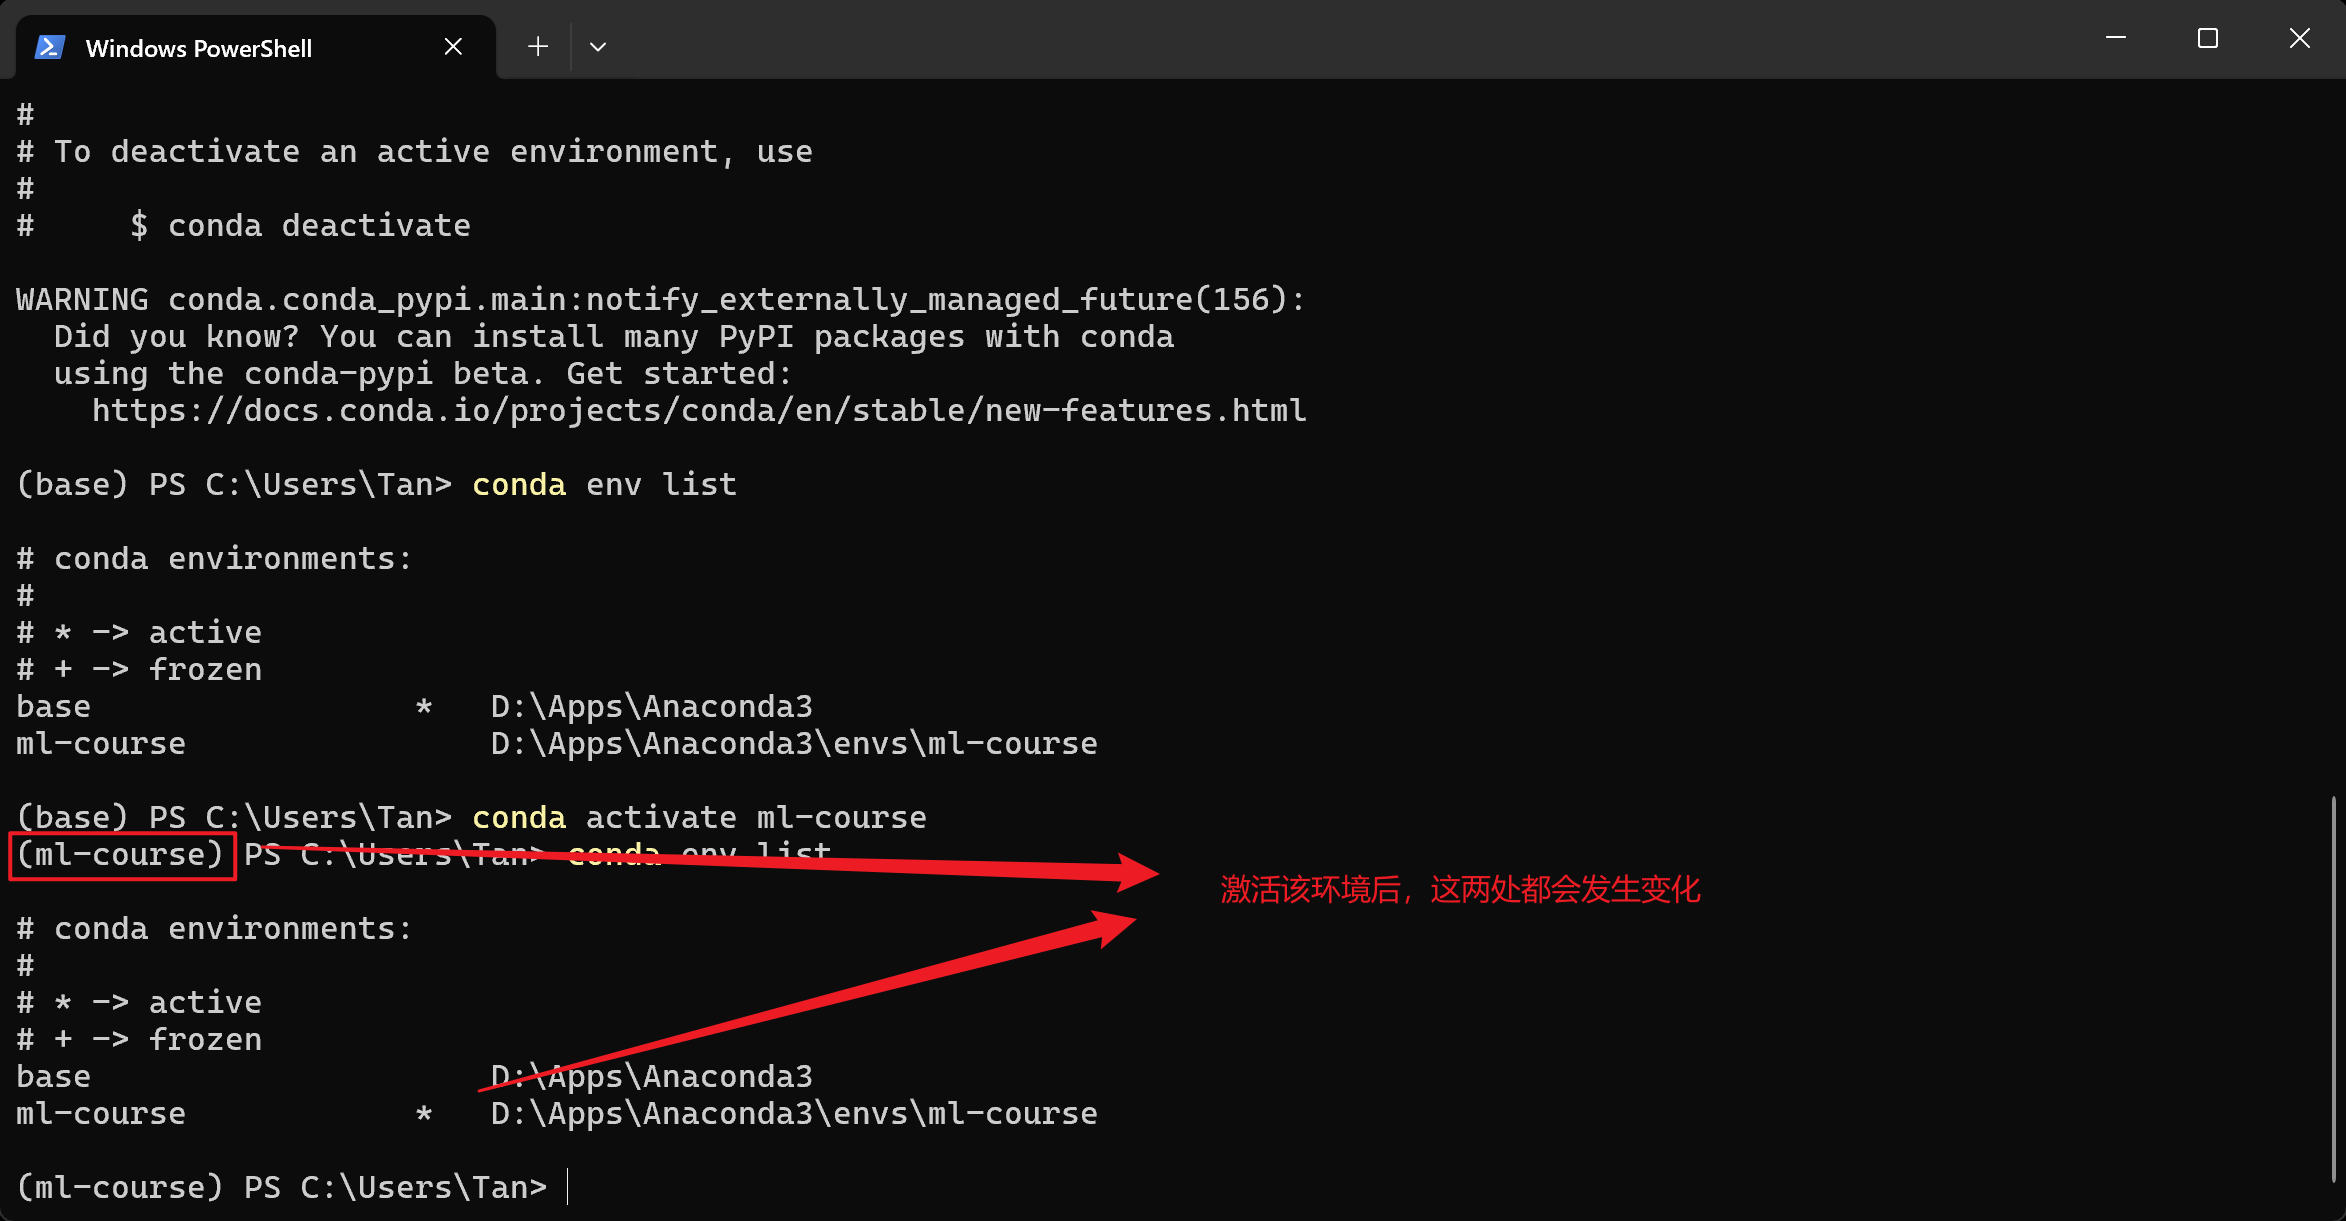 Windows PowerShell
#
# To deactivate an active environment, use
#
#     $ conda deactivate
WARNING conda.conda_pypi.main:notify_externally_managed_future(156):
  Did you know? You can install many PyPI packages with conda
  using the conda-pypi beta. Get started:
    https://docs.conda.io/projects/conda/en/stable/new-features.html
(base) PS C:\Users\Tan> conda env list
# conda environments:
#
# * -> active
# + -> frozen
base                 *   D:\Apps\Anaconda3
ml-course                D:\Apps\Anaconda3\envs\ml-course
(base) PS C:\Users\Tan> conda activate ml-course
(ml-course) PS C:\Users\Tan> conda env list
激活该环境后，这两处都会发生变化
# conda environments:
#
# * -> active
# + -> frozen
base                     D:\Apps\Anaconda3
ml-course            *   D:\Apps\Anaconda3\envs\ml-course
(ml-course) PS C:\Users\Tan>